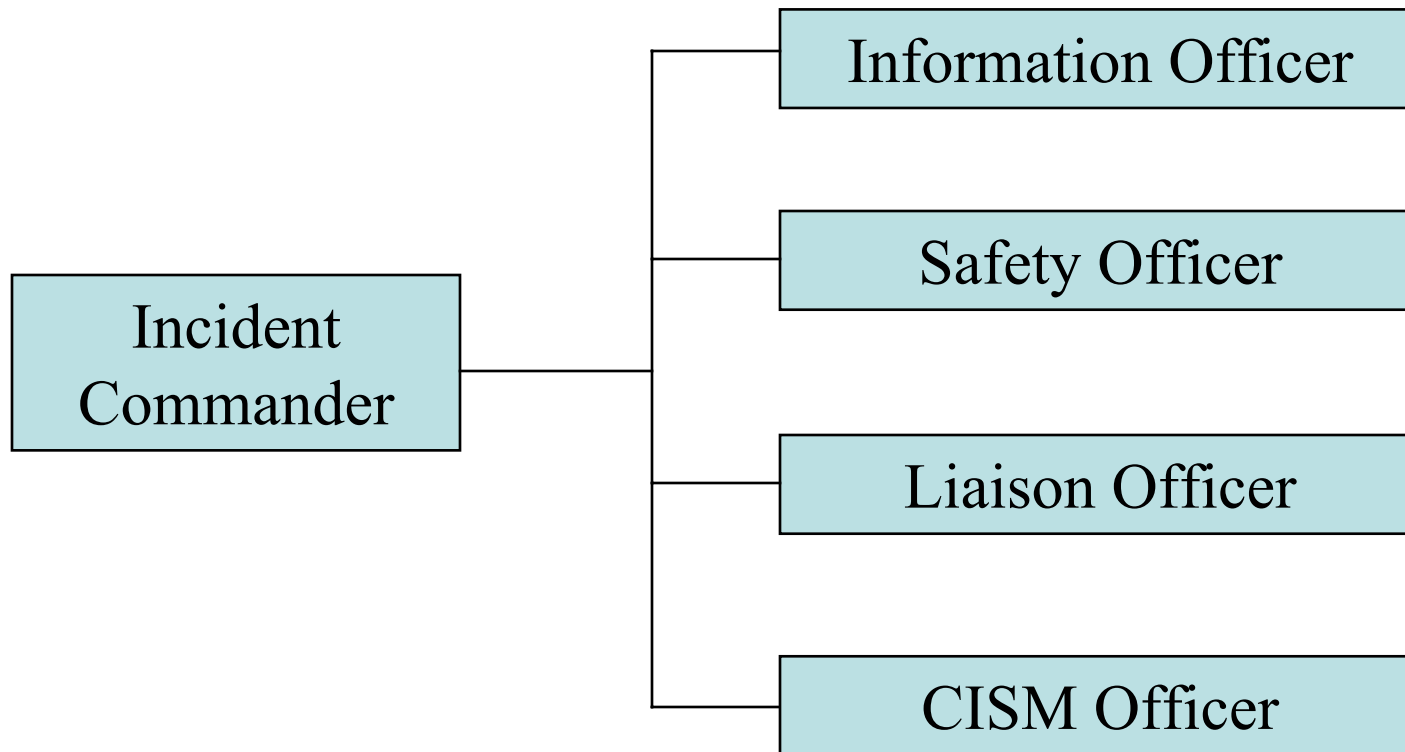 Information Officer
Safety Officer
Incident
Commander
Liaison Officer
CISM Officer